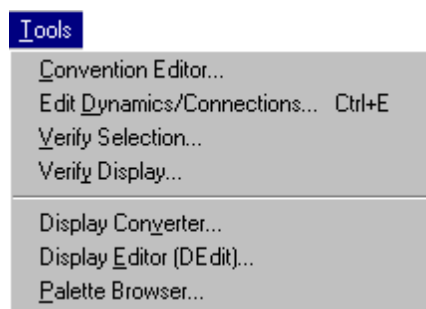 Tools
Convention Editor...
Edit Dynamics/Connections... Ctrl+E
Verify Selection...
Verify Display...
Display Converter...
Display Editor (DEdit)...
Palette Browser...